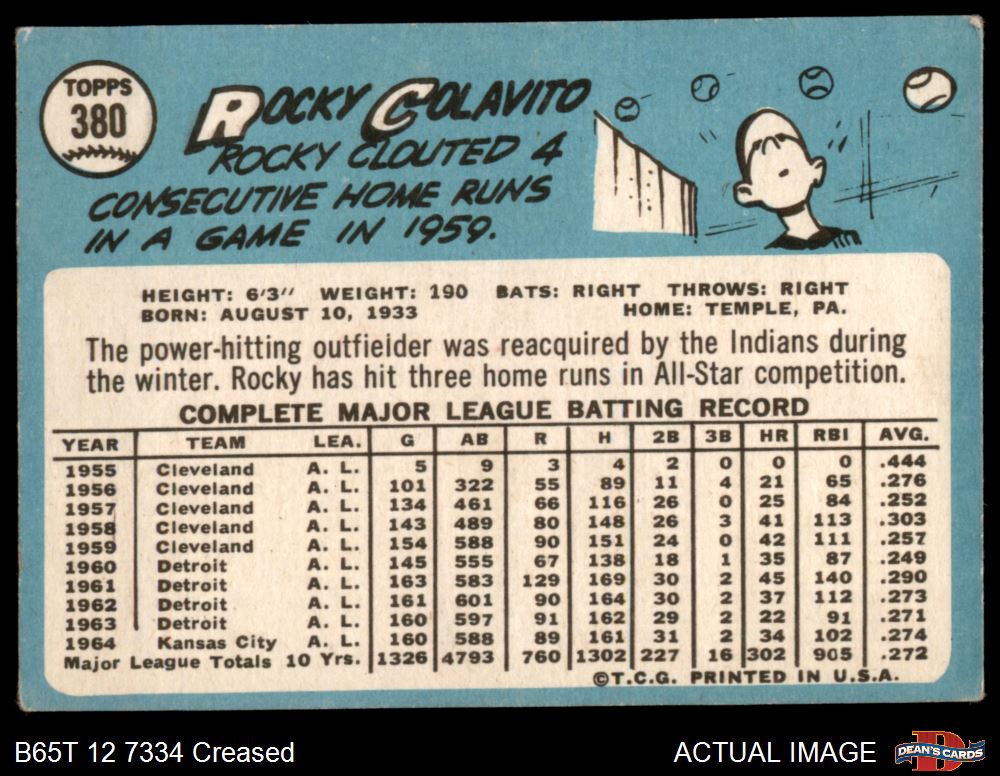 TOPPS
380
ROCKY COLAVITO
ROCKY CLOUTED 4
CONSECUTIVE HOME RUNS
IN A GAME IN 1959.
HEIGHT: 6'3" WEIGHT: 190 BATS: RIGHT THROWS: RIGHT
BORN: AUGUST 10, 1933 HOME: TEMPLE, PA.
The power-hitting outfielder was reacquired by the Indians during
the winter. Rocky has hit three home runs in All-Star competition.
COMPLETE MAJOR LEAGUE BATTING RECORD
YEAR TEAM LEA. G AB R H 2B 3B HR RBI AVG.
1955 Cleveland A. L. 5 9 3 4 2 0 0 0 .444
1956 Cleveland A. L. 101 322 55 89 11 4 21 65 .276
1957 Cleveland A. L. 134 461 66 116 26 0 25 84 .252
1958 Cleveland A. L. 143 489 80 148 26 3 41 113 .303
1959 Cleveland A. L. 154 588 90 151 24 0 42 111 .257
1960 Detroit A. L. 145 555 67 138 18 1 35 87 .249
1961 Detroit A. L. 163 583 129 169 30 2 45 140 .290
1962 Detroit A. L. 161 601 90 164 30 2 37 112 .273
1963 Detroit A. L. 160 597 91 162 29 2 22 91 .271
1964 Kansas City A. L. 160 588 89 161 31 2 34 102 .274
Major League Totals 10 Yrs. 1326 4793 760 1302 227 16 302 905 .272
©T.C.G. PRINTED IN U.S.A.
B65T 12 7334 Creased
ACTUAL IMAGE
DEAN'S CARDS